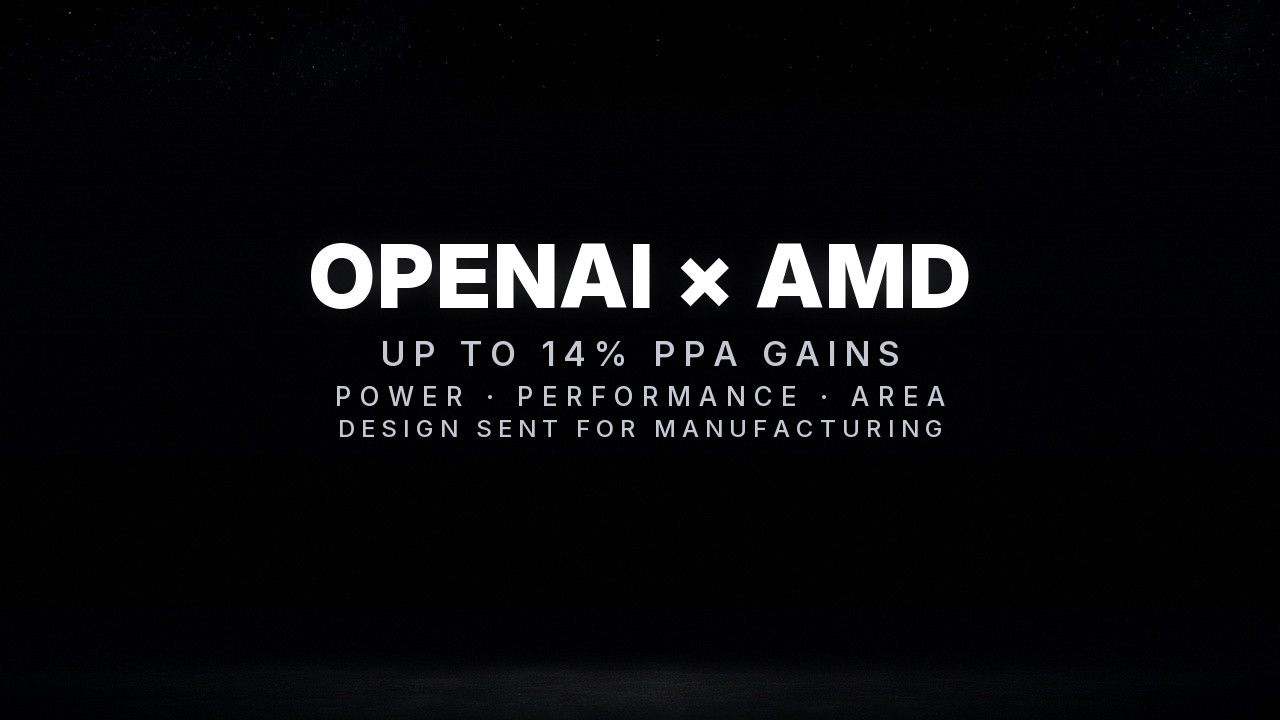 OPENAI × AMD
UP TO 14% PPA GAINS
POWER · PERFORMANCE · AREA
DESIGN SENT FOR MANUFACTURING